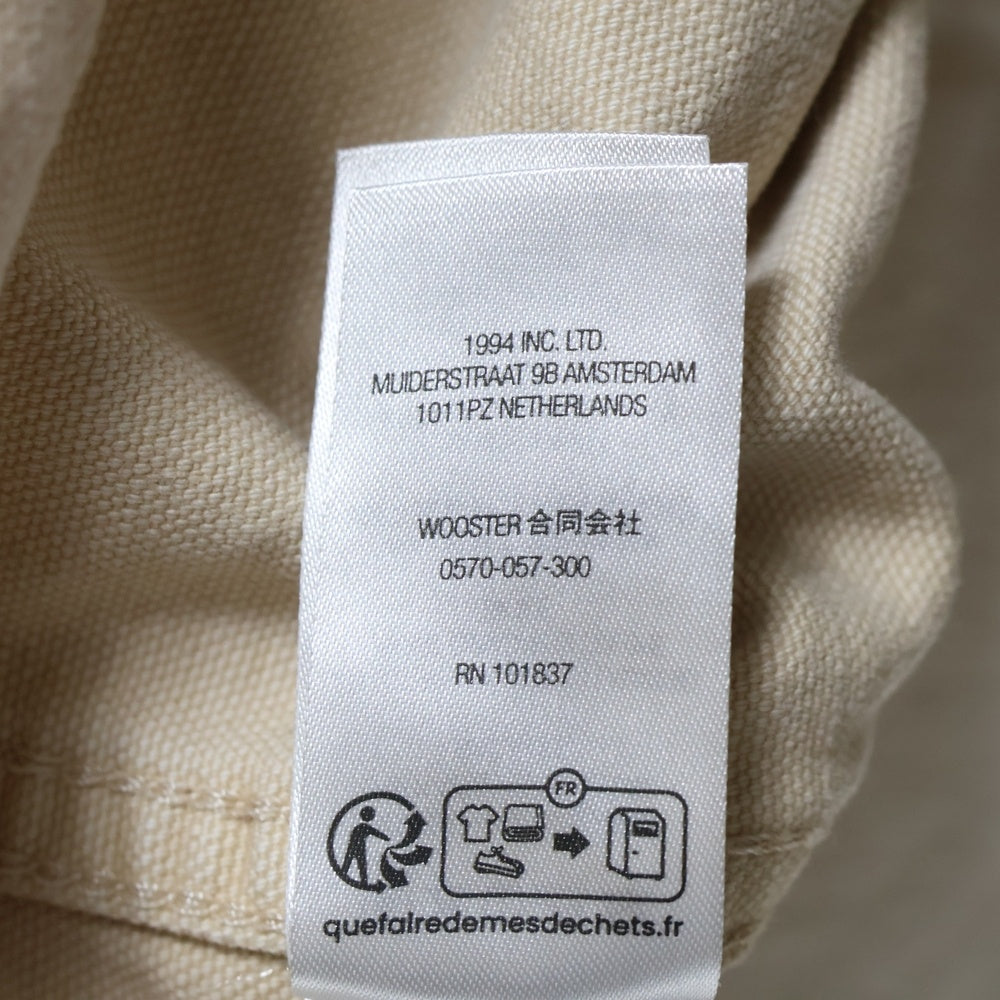 1994 INC. LTD.
MUIDERSTRAAT 9B AMSTERDAM
1011PZ NETHERLANDS
WOOSTER 合同会社
0570-057-300
RN 101837
FR
quefairedemesdechets.fr